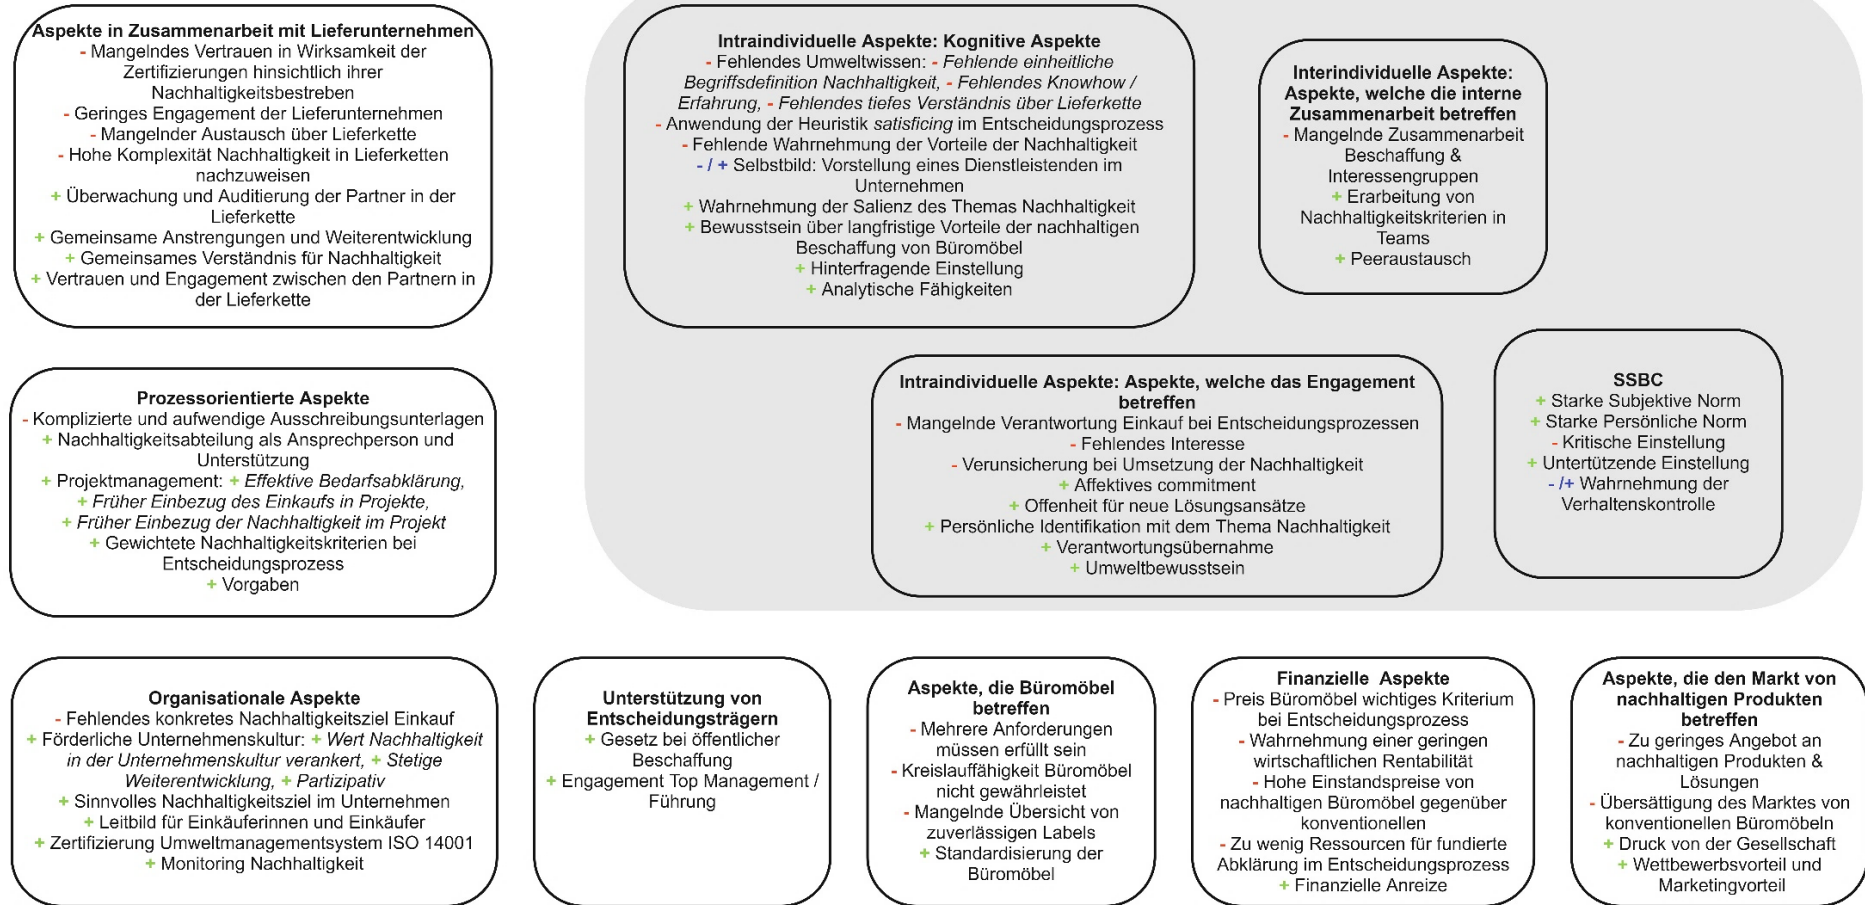 Aspekte in Zusammenarbeit mit Lieferunternehmen
- Mangelndes Vertrauen in Wirksamkeit der
Zertifizierungen hinsichtlich ihrer
Nachhaltigkeitsbestreben
- Geringes Engagement der Lieferunternehmen
- Mangelnder Austausch über Lieferkette
- Hohe Komplexität Nachhaltigkeit in Lieferketten
nachzuweisen
+ Überwachung und Auditierung der Partner in der
Lieferkette
+ Gemeinsame Anstrengungen und Weiterentwicklung
+ Gemeinsames Verständnis für Nachhaltigkeit
+ Vertrauen und Engagement zwischen den Partnern in
der Lieferkette
Intraindividuelle Aspekte: Kognitive Aspekte
- Fehlendes Umweltwissen: - Fehlende einheitliche
Begriffsdefinition Nachhaltigkeit, - Fehlendes Knowhow /
Erfahrung, - Fehlendes tiefes Verständnis über Lieferkette
- Anwendung der Heuristik satisficing im Entscheidungsprozess
- Fehlende Wahrnehmung der Vorteile der Nachhaltigkeit
- / + Selbstbild: Vorstellung eines Dienstleistenden im
Unternehmen
+ Wahrnehmung der Salienz des Themas Nachhaltigkeit
+ Bewusstsein über langfristige Vorteile der nachhaltigen
Beschaffung von Büromöbel
+ Hinterfragende Einstellung
+ Analytische Fähigkeiten
Interindividuelle Aspekte:
Aspekte, welche die interne
Zusammenarbeit betreffen
- Mangelnde Zusammenarbeit
Beschaffung &
Interessengruppen
+ Erarbeitung von
Nachhaltigkeitskriterien in
Teams
+ Peeraustausch
Prozessorientierte Aspekte
- Komplizierte und aufwendige Ausschreibungsunterlagen
+ Nachhaltigkeitsabteilung als Ansprechperson und
Unterstützung
+ Projektmanagement: + Effektive Bedarfsabklärung,
+ Früher Einbezug des Einkaufs in Projekte,
+ Früher Einbezug der Nachhaltigkeit im Projekt
+ Gewichtete Nachhaltigkeitskriterien bei
Entscheidungsprozess
+ Vorgaben
Intraindividuelle Aspekte: Aspekte, welche das Engagement
betreffen
- Mangelnde Verantwortung Einkauf bei Entscheidungsprozessen
- Fehlendes Interesse
- Verunsicherung bei Umsetzung der Nachhaltigkeit
+ Affektives commitment
+ Offenheit für neue Lösungsansätze
+ Persönliche Identifikation mit dem Thema Nachhaltigkeit
+ Verantwortungsübernahme
+ Umweltbewusstsein
SSBC
+ Starke Subjektive Norm
+ Starke Persönliche Norm
- Kritische Einstellung
+ Untertützende Einstellung
- /+ Wahrnehmung der
Verhaltenskontrolle
Organisationale Aspekte
- Fehlendes konkretes Nachhaltigkeitsziel Einkauf
+ Förderliche Unternehmenskultur: + Wert Nachhaltigkeit
in der Unternehmenskultur verankert, + Stetige
Weiterentwicklung, + Partizipativ
+ Sinnvolles Nachhaltigkeitsziel im Unternehmen
+ Leitbild für Einkäuferinnen und Einkäufer
+ Zertifizierung Umweltmanagementsystem ISO 14001
+ Monitoring Nachhaltigkeit
Unterstützung von
Entscheidungsträgern
+ Gesetz bei öffentlicher
Beschaffung
+ Engagement Top Management /
Führung
Aspekte, die Büromöbel
betreffen
- Mehrere Anforderungen
müssen erfüllt sein
- Kreislauffähigkeit Büromöbel
nicht gewährleistet
- Mangelnde Übersicht von
zuverlässigen Labels
+ Standardisierung der
Büromöbel
Finanzielle Aspekte
- Preis Büromöbel wichtiges Kriterium
bei Entscheidungsprozess
- Wahrnehmung einer geringen
wirtschaftlichen Rentabilität
- Hohe Einstandspreise von
nachhaltigen Büromöbel gegenüber
konventionellen
- Zu wenig Ressourcen für fundierte
Abklärung im Entscheidungsprozess
+ Finanzielle Anreize
Aspekte, die den Markt von
nachhaltigen Produkten
betreffen
- Zu geringes Angebot an
nachhaltigen Produkten &
Lösungen
- Übersättigung des Marktes von
konventionellen Büromöbeln
+ Druck von der Gesellschaft
+ Wettbewerbsvorteil und
Marketingvorteil